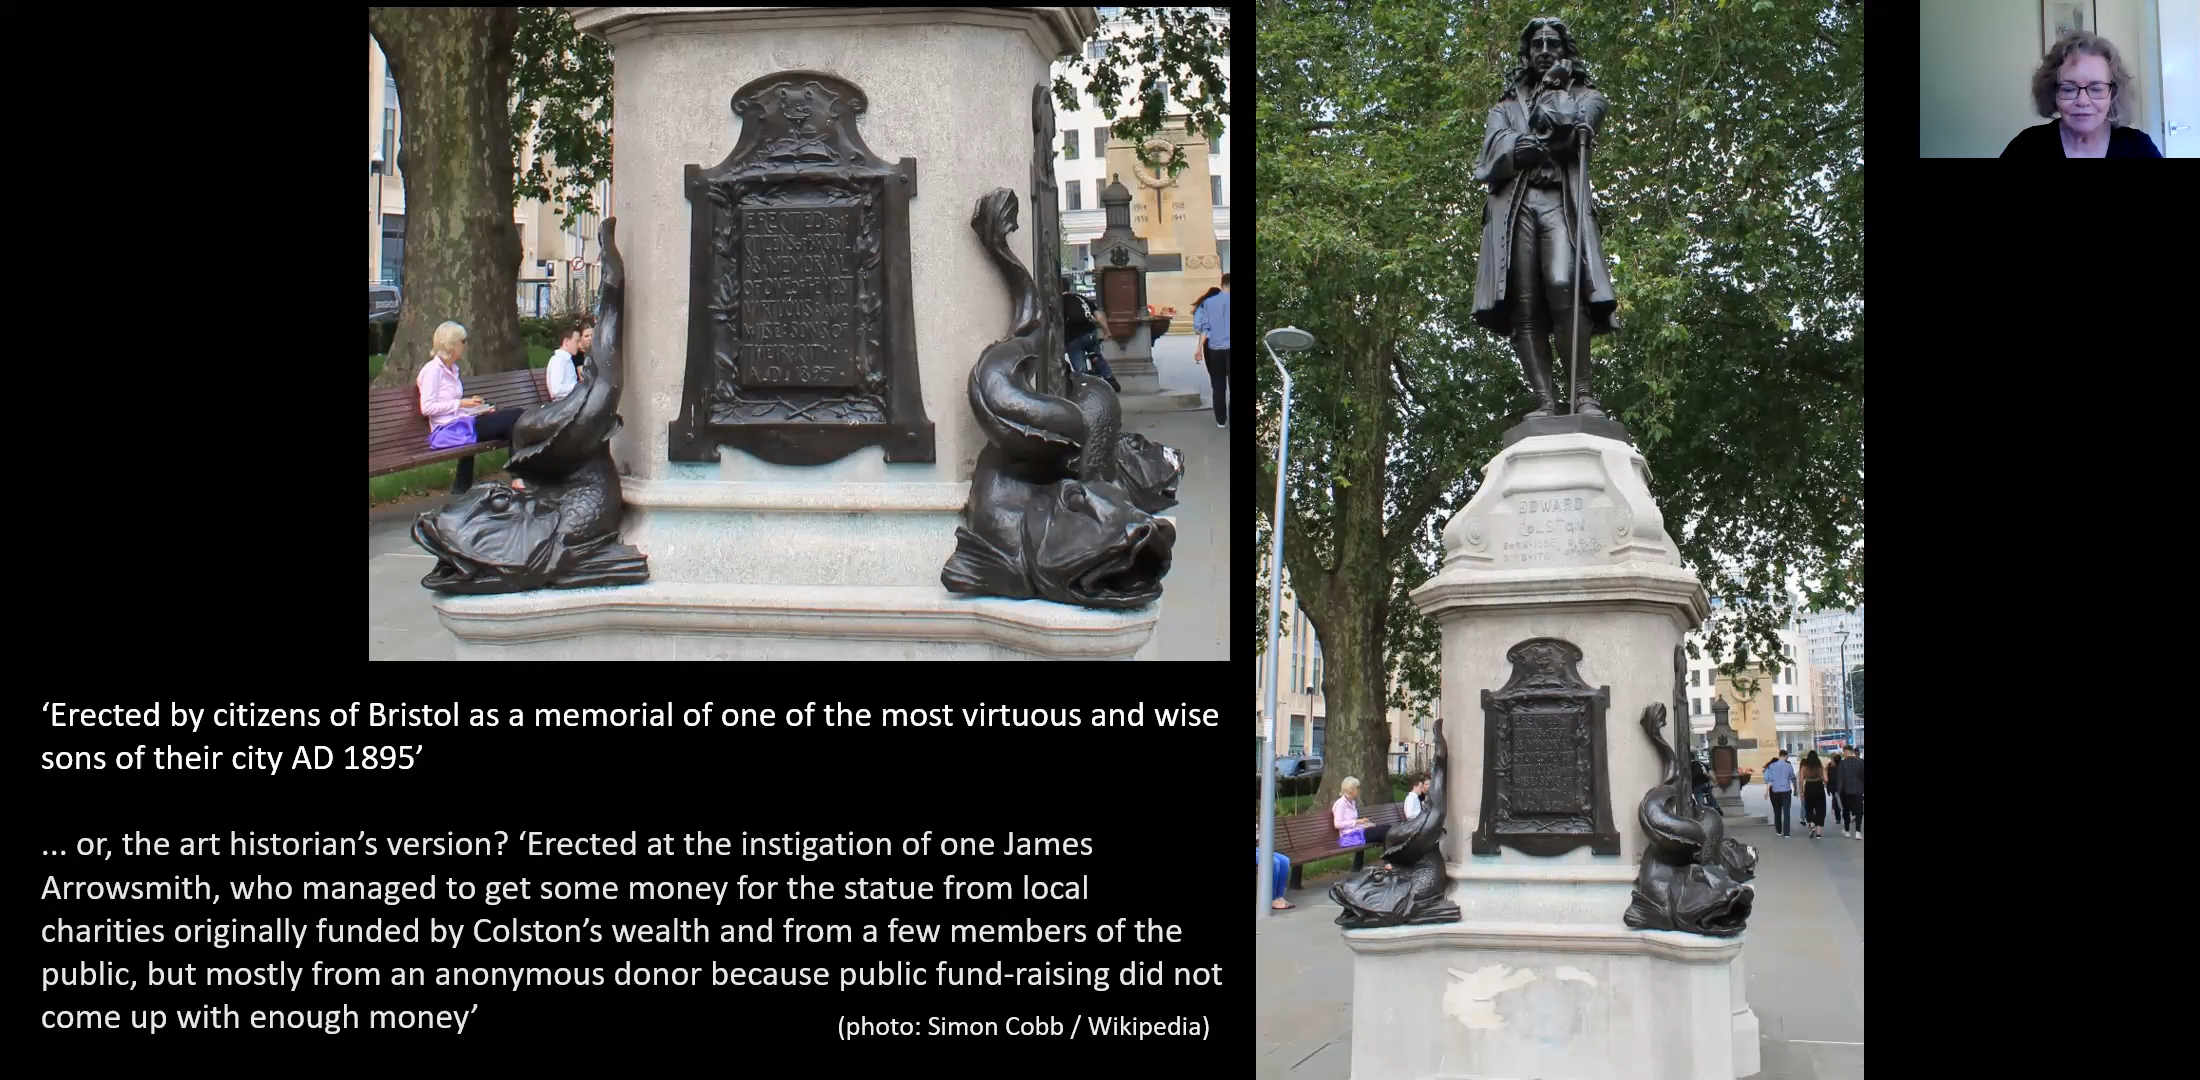 ERECTED BY
CITIZENS OF BRISTOL
AS A MEMORIAL
OF ONE OF THE MOST
VIRTUOUS AND
WISE SONS OF
THEIR CITY
A.D. 1895
1914 1918
1939 1945
EDWARD
COLSTON
‘Erected by citizens of Bristol as a memorial of one of the most virtuous and wise
sons of their city AD 1895’
... or, the art historian’s version? ‘Erected at the instigation of one James
Arrowsmith, who managed to get some money for the statue from local
charities originally funded by Colston’s wealth and from a few members of the
public, but mostly from an anonymous donor because public fund-raising did not
come up with enough money’
(photo: Simon Cobb / Wikipedia)